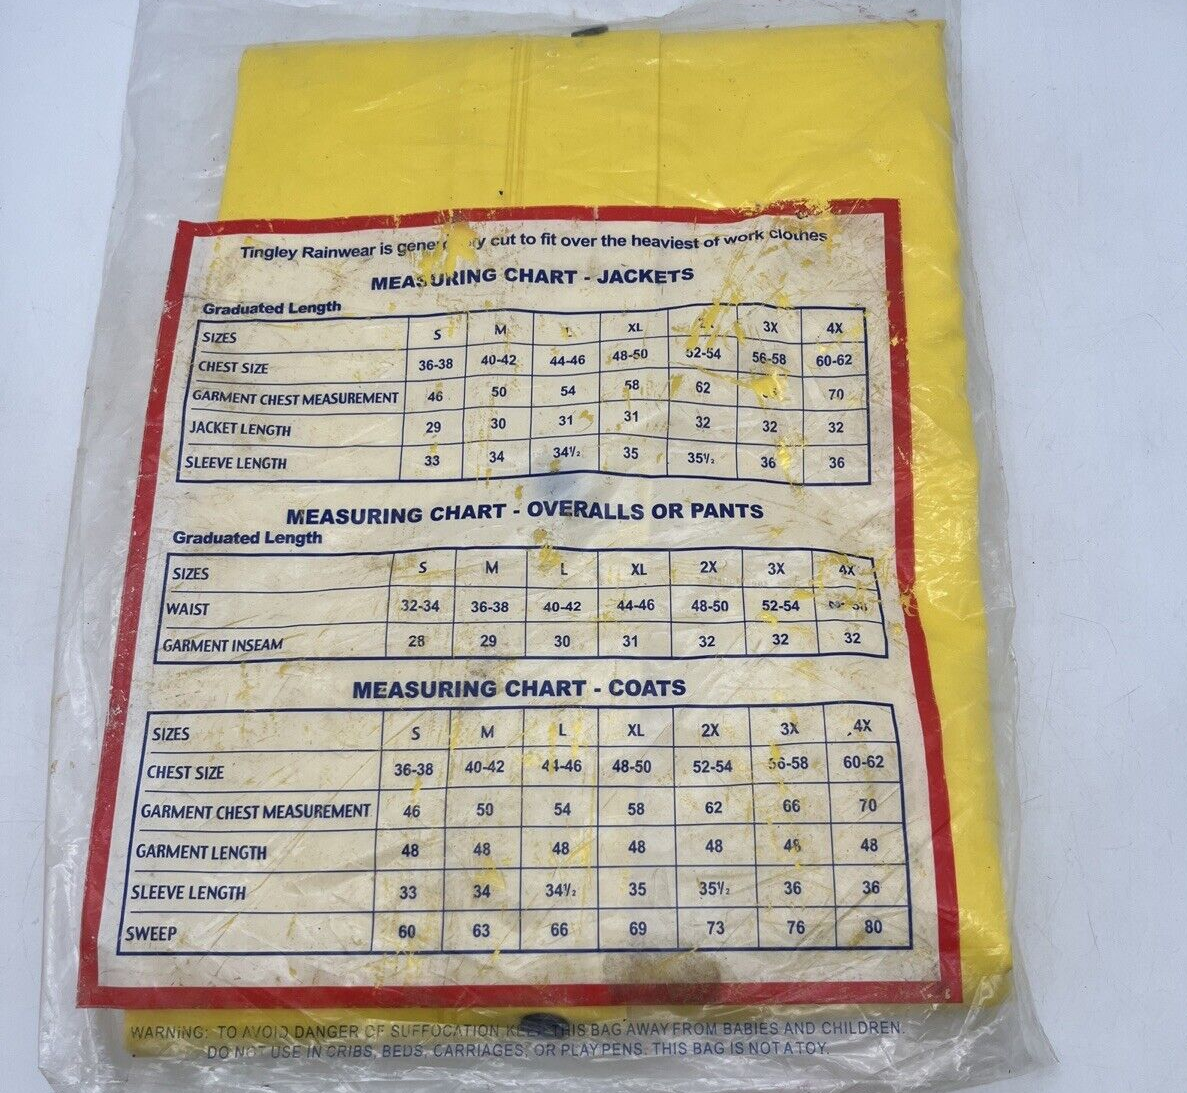 Tingley Rainwear is generally cut to fit over the heaviest of work clothes
MEASURING CHART - JACKETS
Graduated Length
SIZES S M L XL 2X 3X 4X
CHEST SIZE 36-38 40-42 44-46 48-50 52-54 56-58 60-62
GARMENT CHEST MEASUREMENT 46 50 54 58 62 70
JACKET LENGTH 29 30 31 31 32 32 32
SLEEVE LENGTH 33 34 34½ 35 35½ 36 36
MEASURING CHART - OVERALLS OR PANTS
Graduated Length
SIZES S M L XL 2X 3X 4X
WAIST 32-34 36-38 40-42 44-46 48-50 52-54
GARMENT INSEAM 28 29 30 31 32 32 32
MEASURING CHART - COATS
SIZES S M L XL 2X 3X 4X
CHEST SIZE 36-38 40-42 44-46 48-50 52-54 56-58 60-62
GARMENT CHEST MEASUREMENT 46 50 54 58 62 66 70
GARMENT LENGTH 48 48 48 48 48 48 48
SLEEVE LENGTH 33 34 34½ 35 35½ 36 36
SWEEP 60 63 66 69 73 76 80
WARNING: TO AVOID DANGER OF SUFFOCATION KEEP THIS BAG AWAY FROM BABIES AND CHILDREN.
DO NOT USE IN CRIBS, BEDS, CARRIAGES, OR PLAY PENS. THIS BAG IS NOT A TOY.